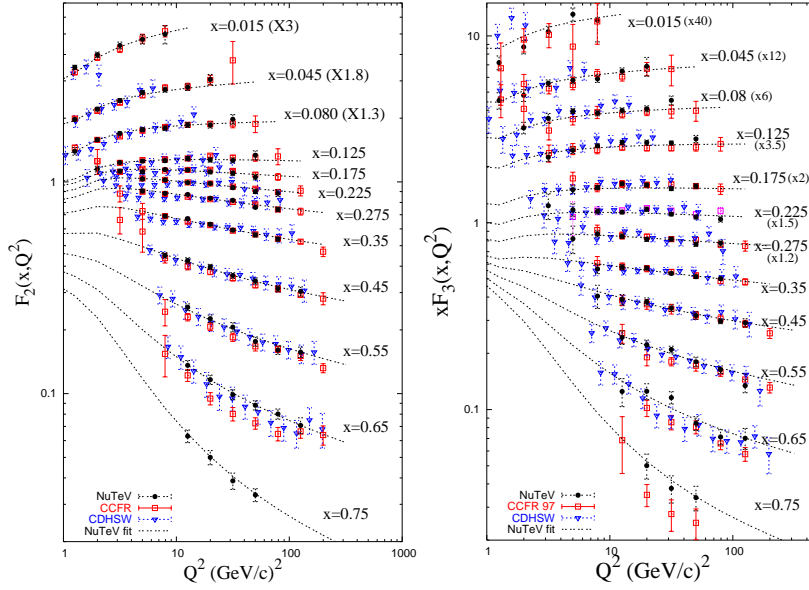 x=0.015 (X3)
x=0.045 (X1.8)
x=0.080 (X1.3)
x=0.125
x=0.175
x=0.225
x=0.275
x=0.35
x=0.45
x=0.55
x=0.65
x=0.75
1
0.1
F₂(x,Q²)
NuTeV
CCFR
CDHSW
NuTeV fit
1 10 100 1000
Q² (GeV/c)²
x=0.015 (x40)
x=0.045 (x12)
x=0.08 (x6)
x=0.125
(x3.5)
x=0.175 (x2)
x=0.225
(x1.5)
x=0.275
(x1.2)
x=0.35
x=0.45
x=0.55
x=0.65
x=0.75
10
1
0.1
xF₃(x,Q²)
NuTeV
CCFR 97
CDHSW
NuTeV fit
1 10 100
Q² (GeV/c)²